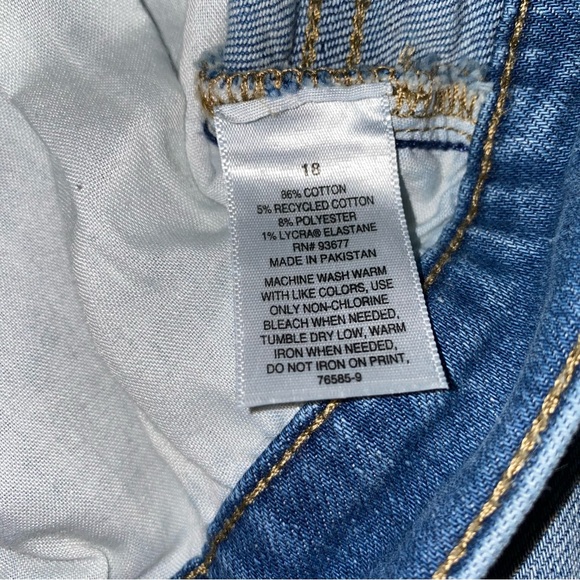 18
86% COTTON
5% RECYCLED COTTON
8% POLYESTER
1% LYCRA® ELASTANE
RN# 93677
MADE IN PAKISTAN
MACHINE WASH WARM
WITH LIKE COLORS, USE
ONLY NON-CHLORINE
BLEACH WHEN NEEDED,
TUMBLE DRY LOW, WARM
IRON WHEN NEEDED,
DO NOT IRON ON PRINT,
76585-9